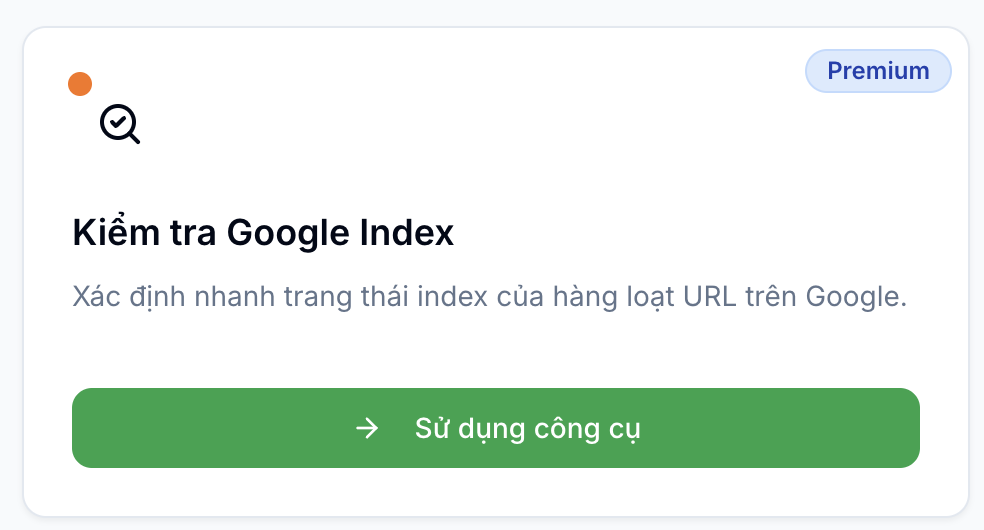 Premium
Kiểm tra Google Index
Xác định nhanh trang thái index của hàng loạt URL trên Google.
Sử dụng công cụ